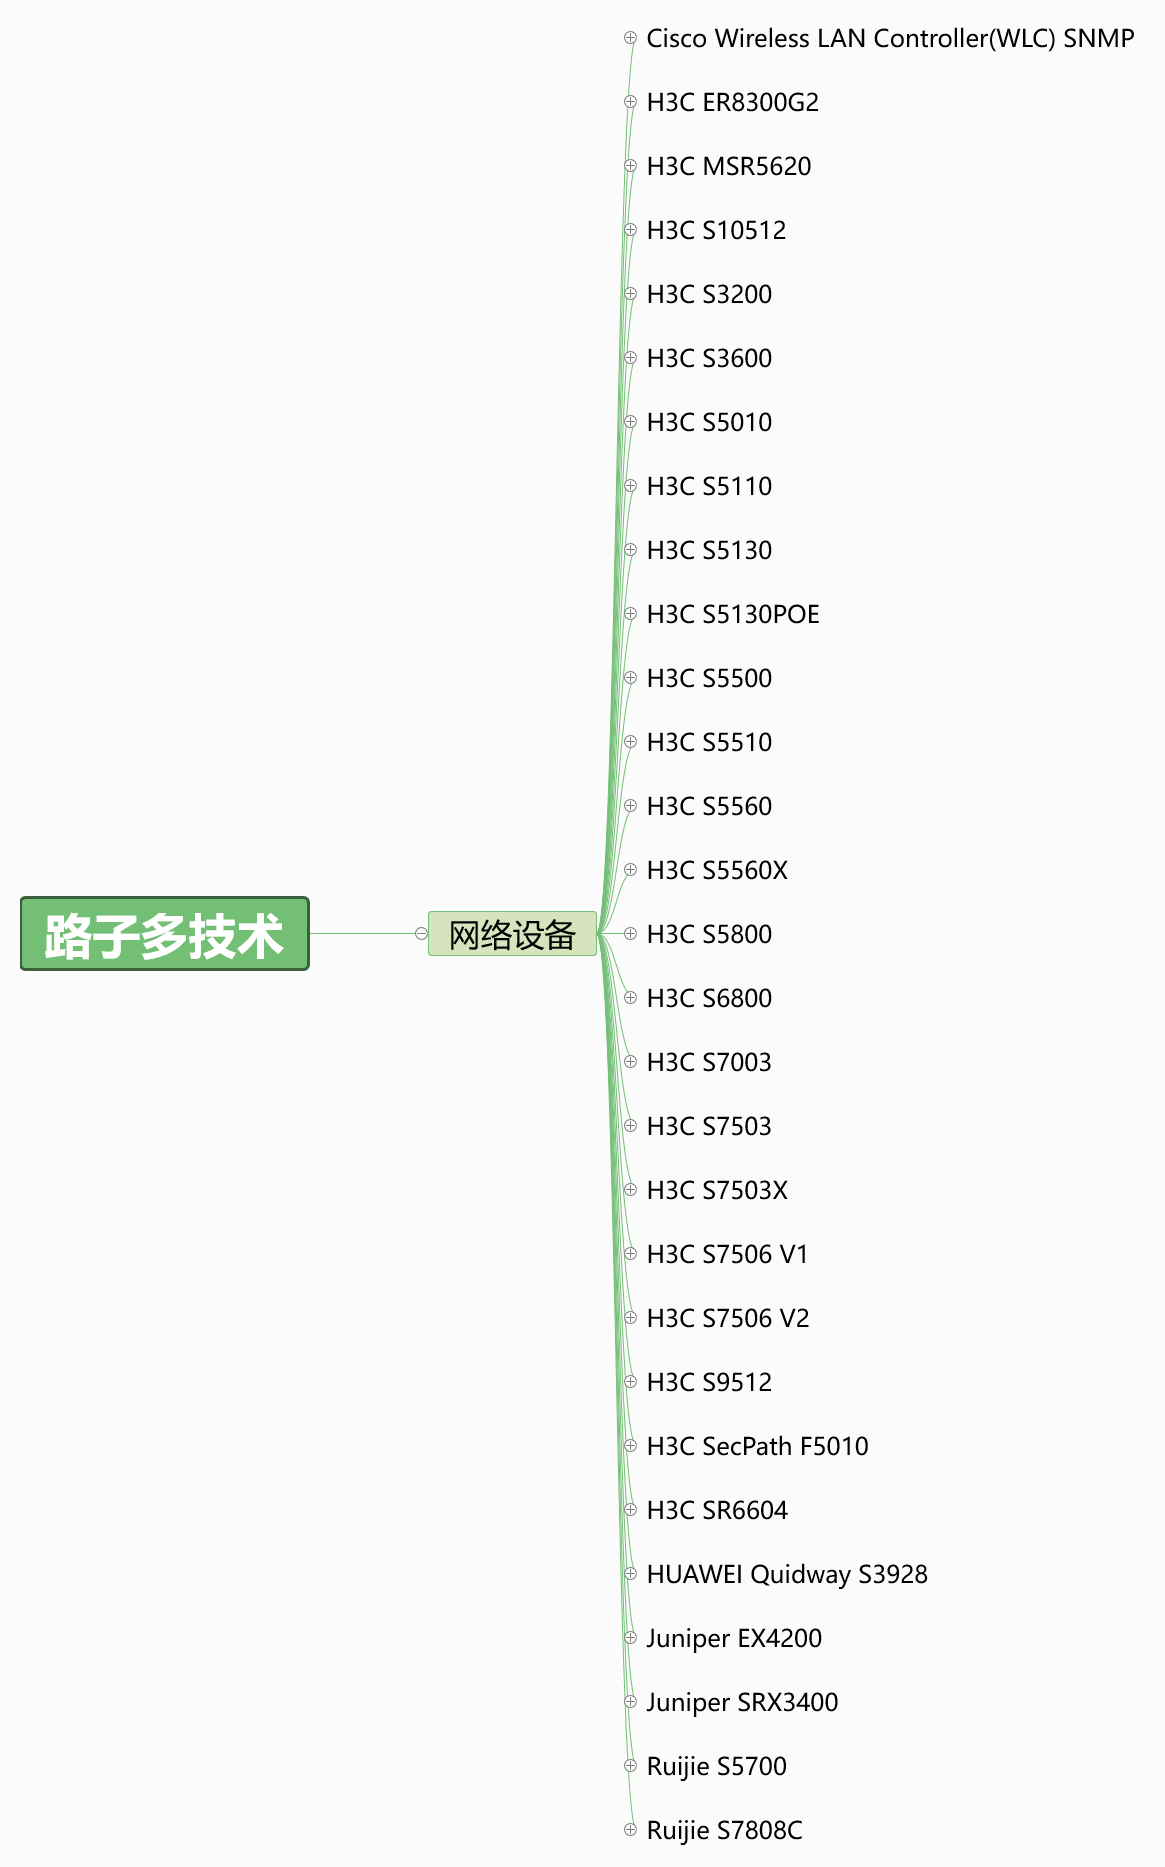 Cisco Wireless LAN Controller(WLC) SNMP
H3C ER8300G2
H3C MSR5620
H3C S10512
H3C S3200
H3C S3600
H3C S5010
H3C S5110
H3C S5130
H3C S5130POE
H3C S5500
H3C S5510
H3C S5560
H3C S5560X
路子多技术
网络设备
H3C S5800
H3C S6800
H3C S7003
H3C S7503
H3C S7503X
H3C S7506 V1
H3C S7506 V2
H3C S9512
H3C SecPath F5010
H3C SR6604
HUAWEI Quidway S3928
Juniper EX4200
Juniper SRX3400
Ruijie S5700
Ruijie S7808C